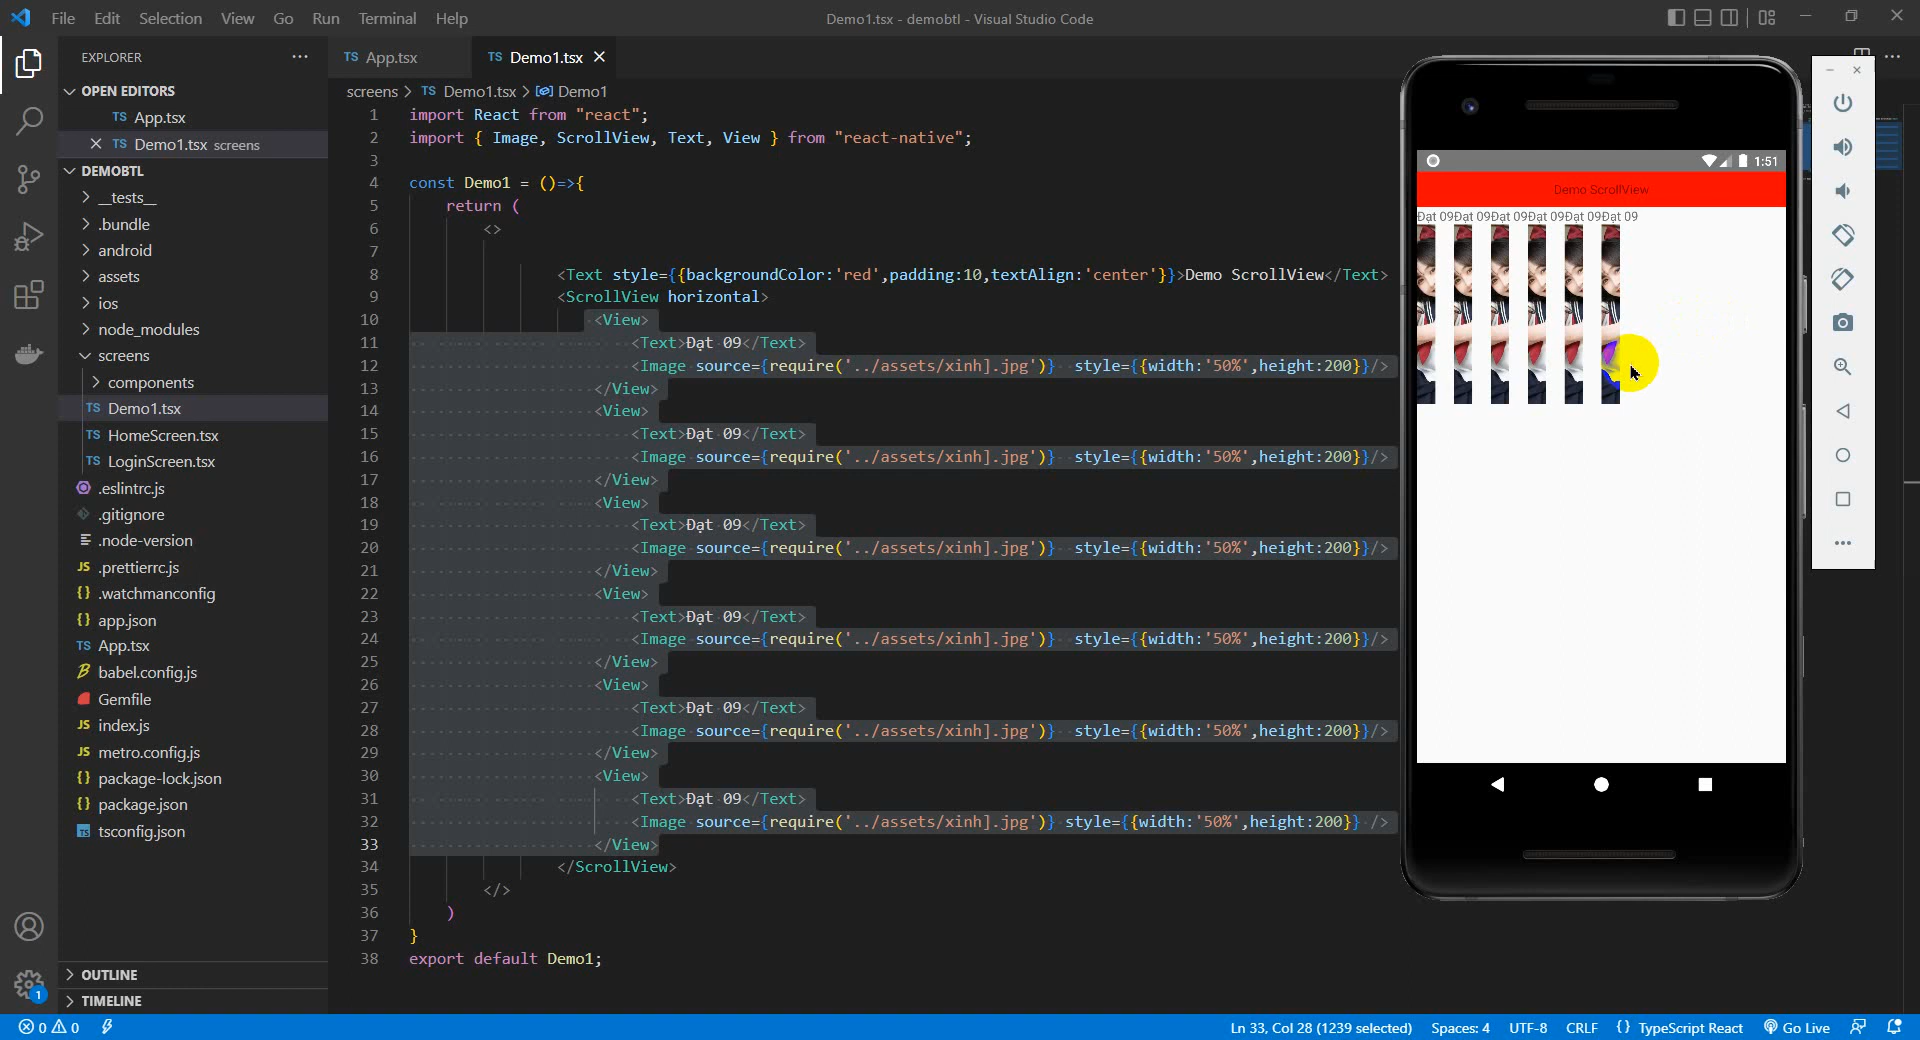 File Edit Selection View Go Run Terminal Help
Demo1.tsx - demobtl - Visual Studio Code
EXPLORER
OPEN EDITORS
TS App.tsx
TS Demo1.tsx screens
DEMOBTL
__tests__
.bundle
android
assets
ios
node_modules
screens
components
TS Demo1.tsx
TS HomeScreen.tsx
TS LoginScreen.tsx
.eslintrc.js
.gitignore
.node-version
JS .prettierrc.js
{} .watchmanconfig
{} app.json
TS App.tsx
babel.config.js
Gemfile
JS index.js
JS metro.config.js
{} package-lock.json
{} package.json
tsconfig.json
OUTLINE
TIMELINE
TS App.tsx
TS Demo1.tsx
screens > TS Demo1.tsx > Demo1
1 import React from "react";
2 import { Image, ScrollView, Text, View } from "react-native";
3
4 const Demo1 = ()=>{
5 return (
6 <>
7
8 <Text style={{backgroundColor:'red',padding:10,textAlign:'center'}}>Demo ScrollView</Text>
9 <ScrollView horizontal>
10 <View>
11 <Text>Đạt 09</Text>
12 <Image source={require('../assets/xinh].jpg')} style={{width:'50%',height:200}}/>
13 </View>
14 <View>
15 <Text>Đạt 09</Text>
16 <Image source={require('../assets/xinh].jpg')} style={{width:'50%',height:200}}/>
17 </View>
18 <View>
19 <Text>Đạt 09</Text>
20 <Image source={require('../assets/xinh].jpg')} style={{width:'50%',height:200}}/>
21 </View>
22 <View>
23 <Text>Đạt 09</Text>
24 <Image source={require('../assets/xinh].jpg')} style={{width:'50%',height:200}}/>
25 </View>
26 <View>
27 <Text>Đạt 09</Text>
28 <Image source={require('../assets/xinh].jpg')} style={{width:'50%',height:200}}/>
29 </View>
30 <View>
31 <Text>Đạt 09</Text>
32 <Image source={require('../assets/xinh].jpg')} style={{width:'50%',height:200}} />
33 </View>
34 </ScrollView>
35 </>
36 )
37 }
38 export default Demo1;
1:51
Demo ScrollView
Đạt 09Đạt 09Đạt 09Đạt 09Đạt 09Đạt 09
1
0 0
Ln 33, Col 28 (1239 selected) Spaces: 4 UTF-8 CRLF {} TypeScript React Go Live